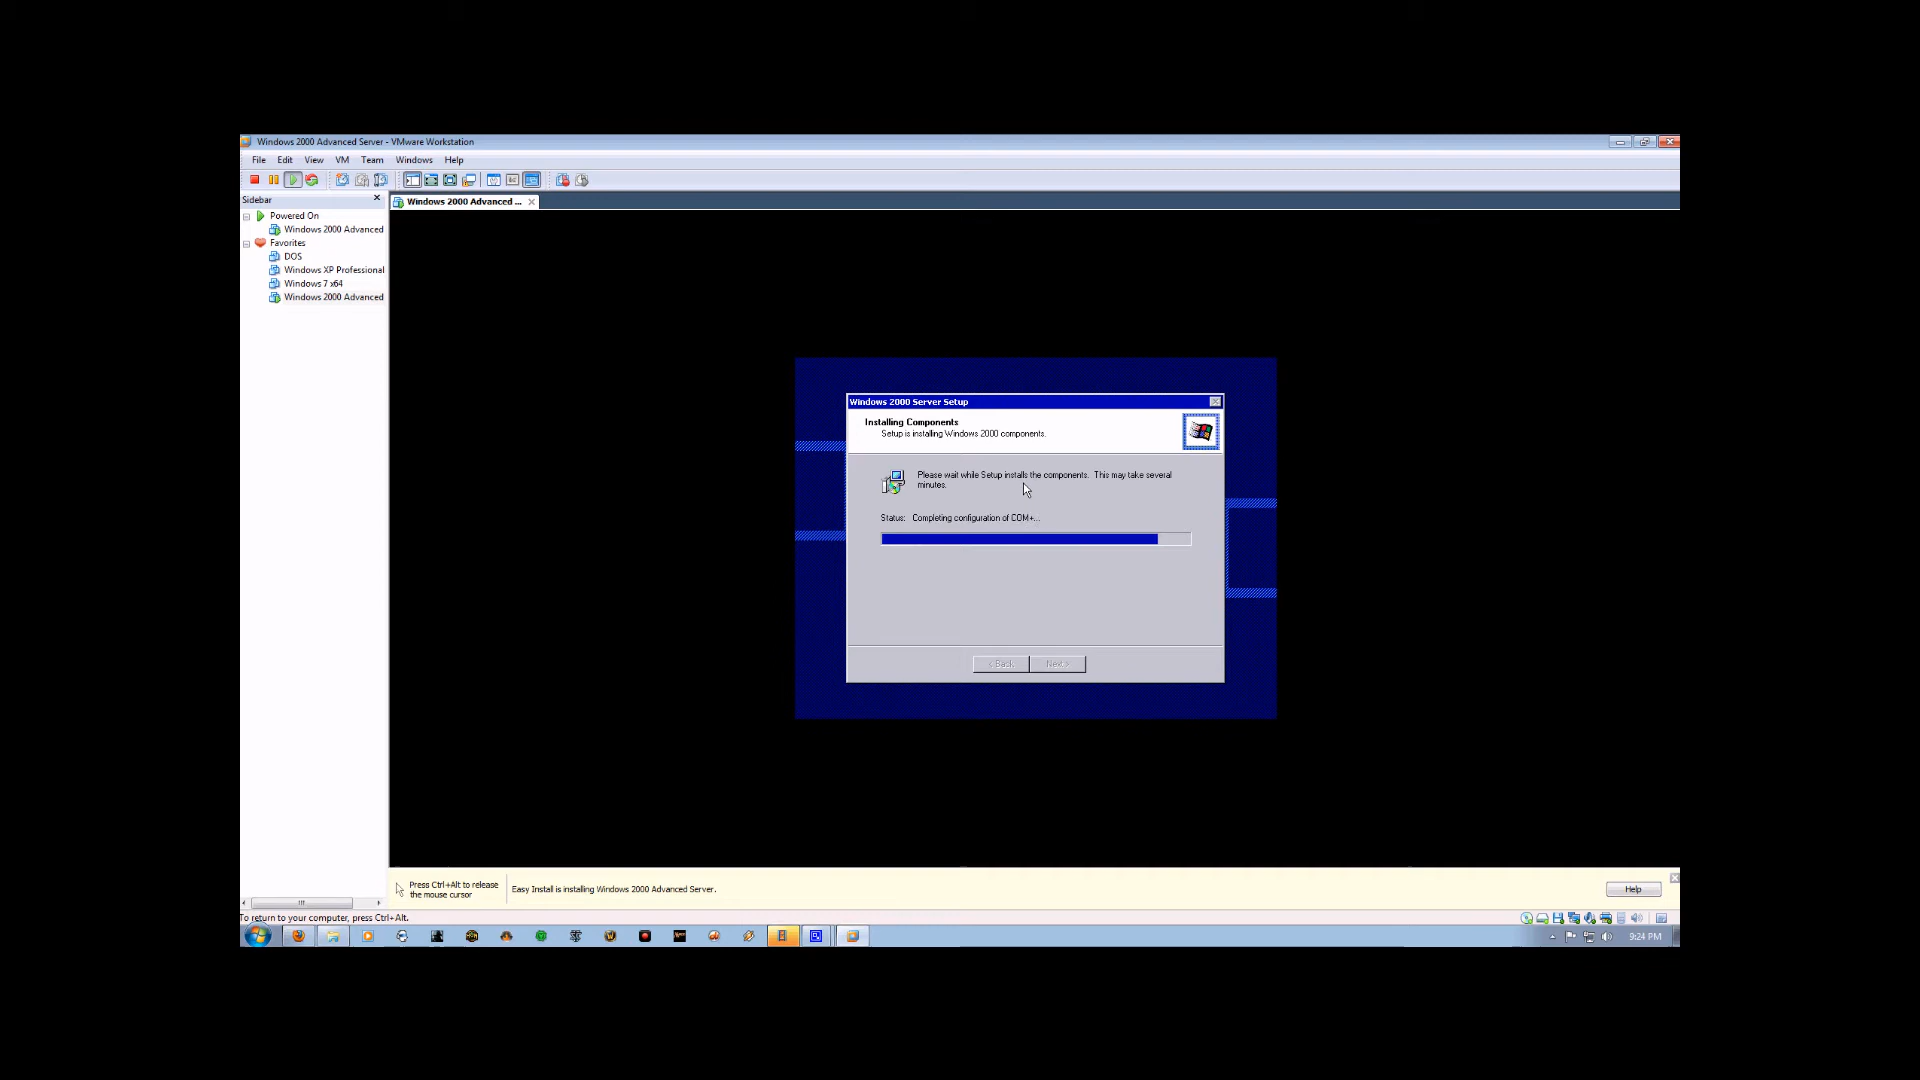 Windows 2000 Advanced Server - VMware Workstation
File Edit View VM Team Windows Help
Sidebar
Windows 2000 Advanced ...
Powered On
Windows 2000 Advanced
Favorites
DOS
Windows XP Professional
Windows 7 x64
Windows 2000 Advanced
Windows 2000 Server Setup
Installing Components
Setup is installing Windows 2000 components.
Please wait while Setup installs the components. This may take several
minutes.
Status: Completing configuration of COM+...
< Back Next >
Press Ctrl+Alt to release
the mouse cursor
Easy Install is installing Windows 2000 Advanced Server.
Help
To return to your computer, press Ctrl+Alt.
9:24 PM